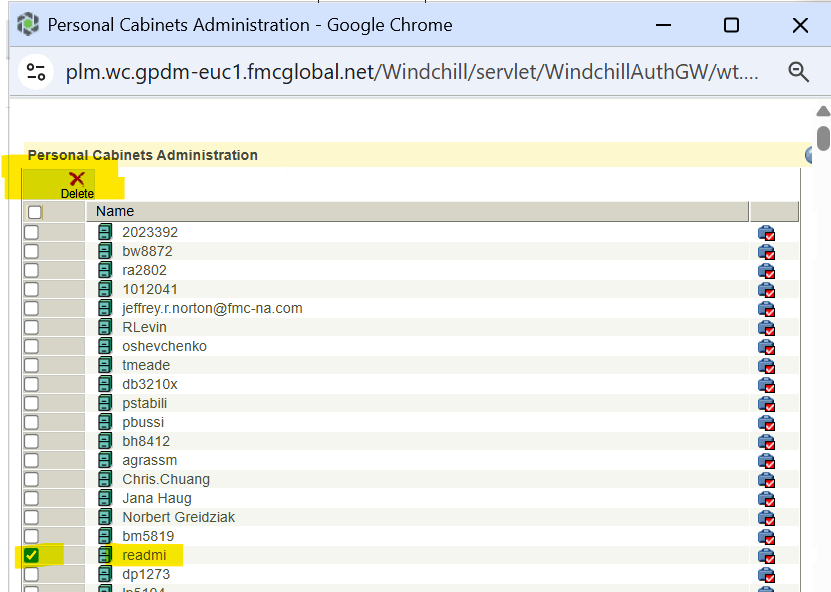 Personal Cabinets Administration - Google Chrome
plm.wc.gpdm-euc1.fmcglobal.net/Windchill/servlet/WindchillAuthGW/wt....
Personal Cabinets Administration
Delete
Name
2023392
bw8872
ra2802
1012041
jeffrey.r.norton@fmc-na.com
RLevin
oshevchenko
tmeade
db3210x
pstabili
pbussi
bh8412
agrassm
Chris.Chuang
Jana Haug
Norbert Greidziak
bm5819
readmi
dp1273